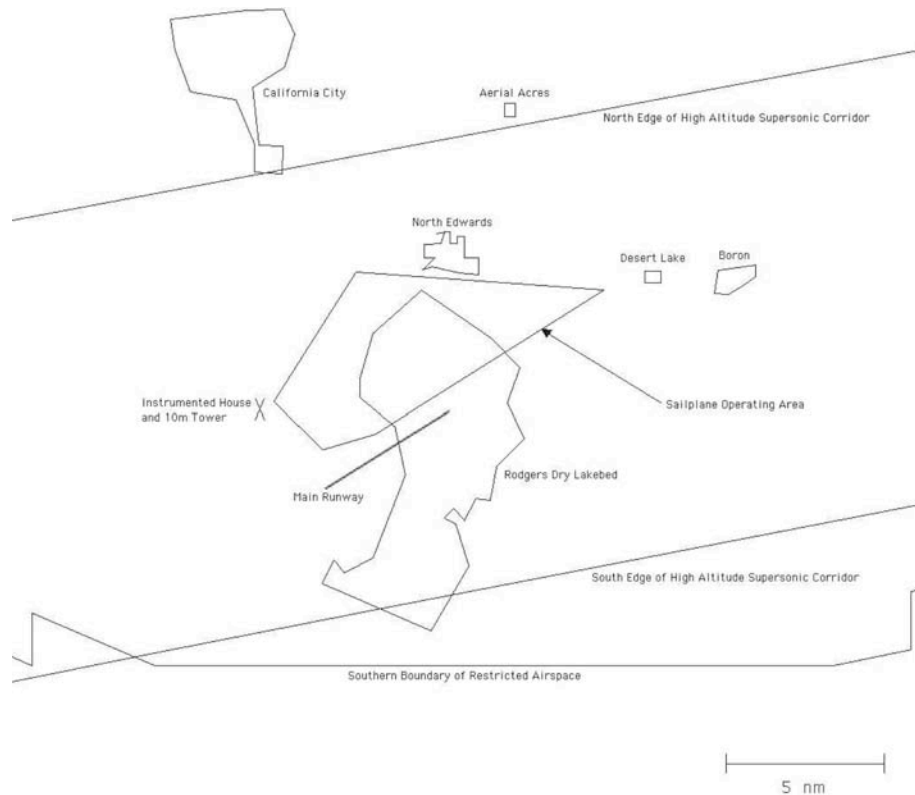 California City
Aerial Acres
North Edge of High Altitude Supersonic Corridor
North Edwards
Desert Lake
Boron
Instrumented House
and 10m Tower
Sailplane Operating Area
Main Runway
Rodgers Dry Lakebed
South Edge of High Altitude Supersonic Corridor
Southern Boundary of Restricted Airspace
5 nm